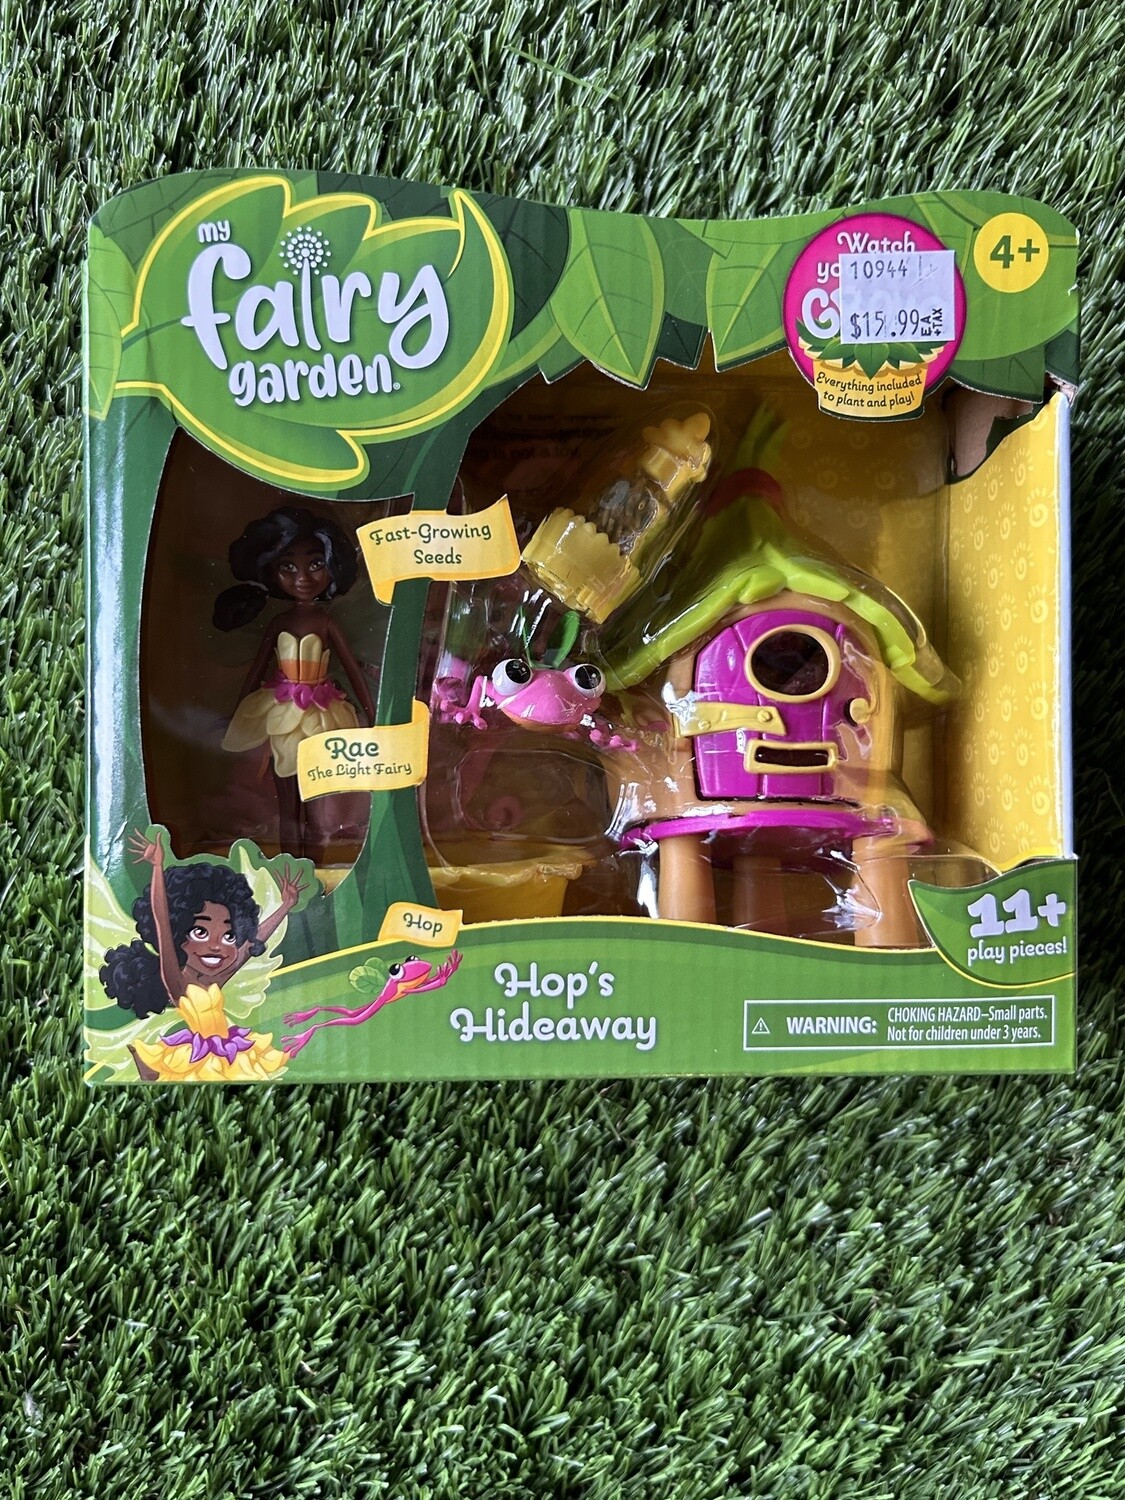 my
fairy
garden®
Watch
10944
$15.99 EA +TAX
Everything included
to plant and play!
4+
Fast-Growing
Seeds
Rae
The Light Fairy
Hop
Hop's
Hideaway
11+
play pieces!
WARNING:
CHOKING HAZARD–Small parts.
Not for children under 3 years.